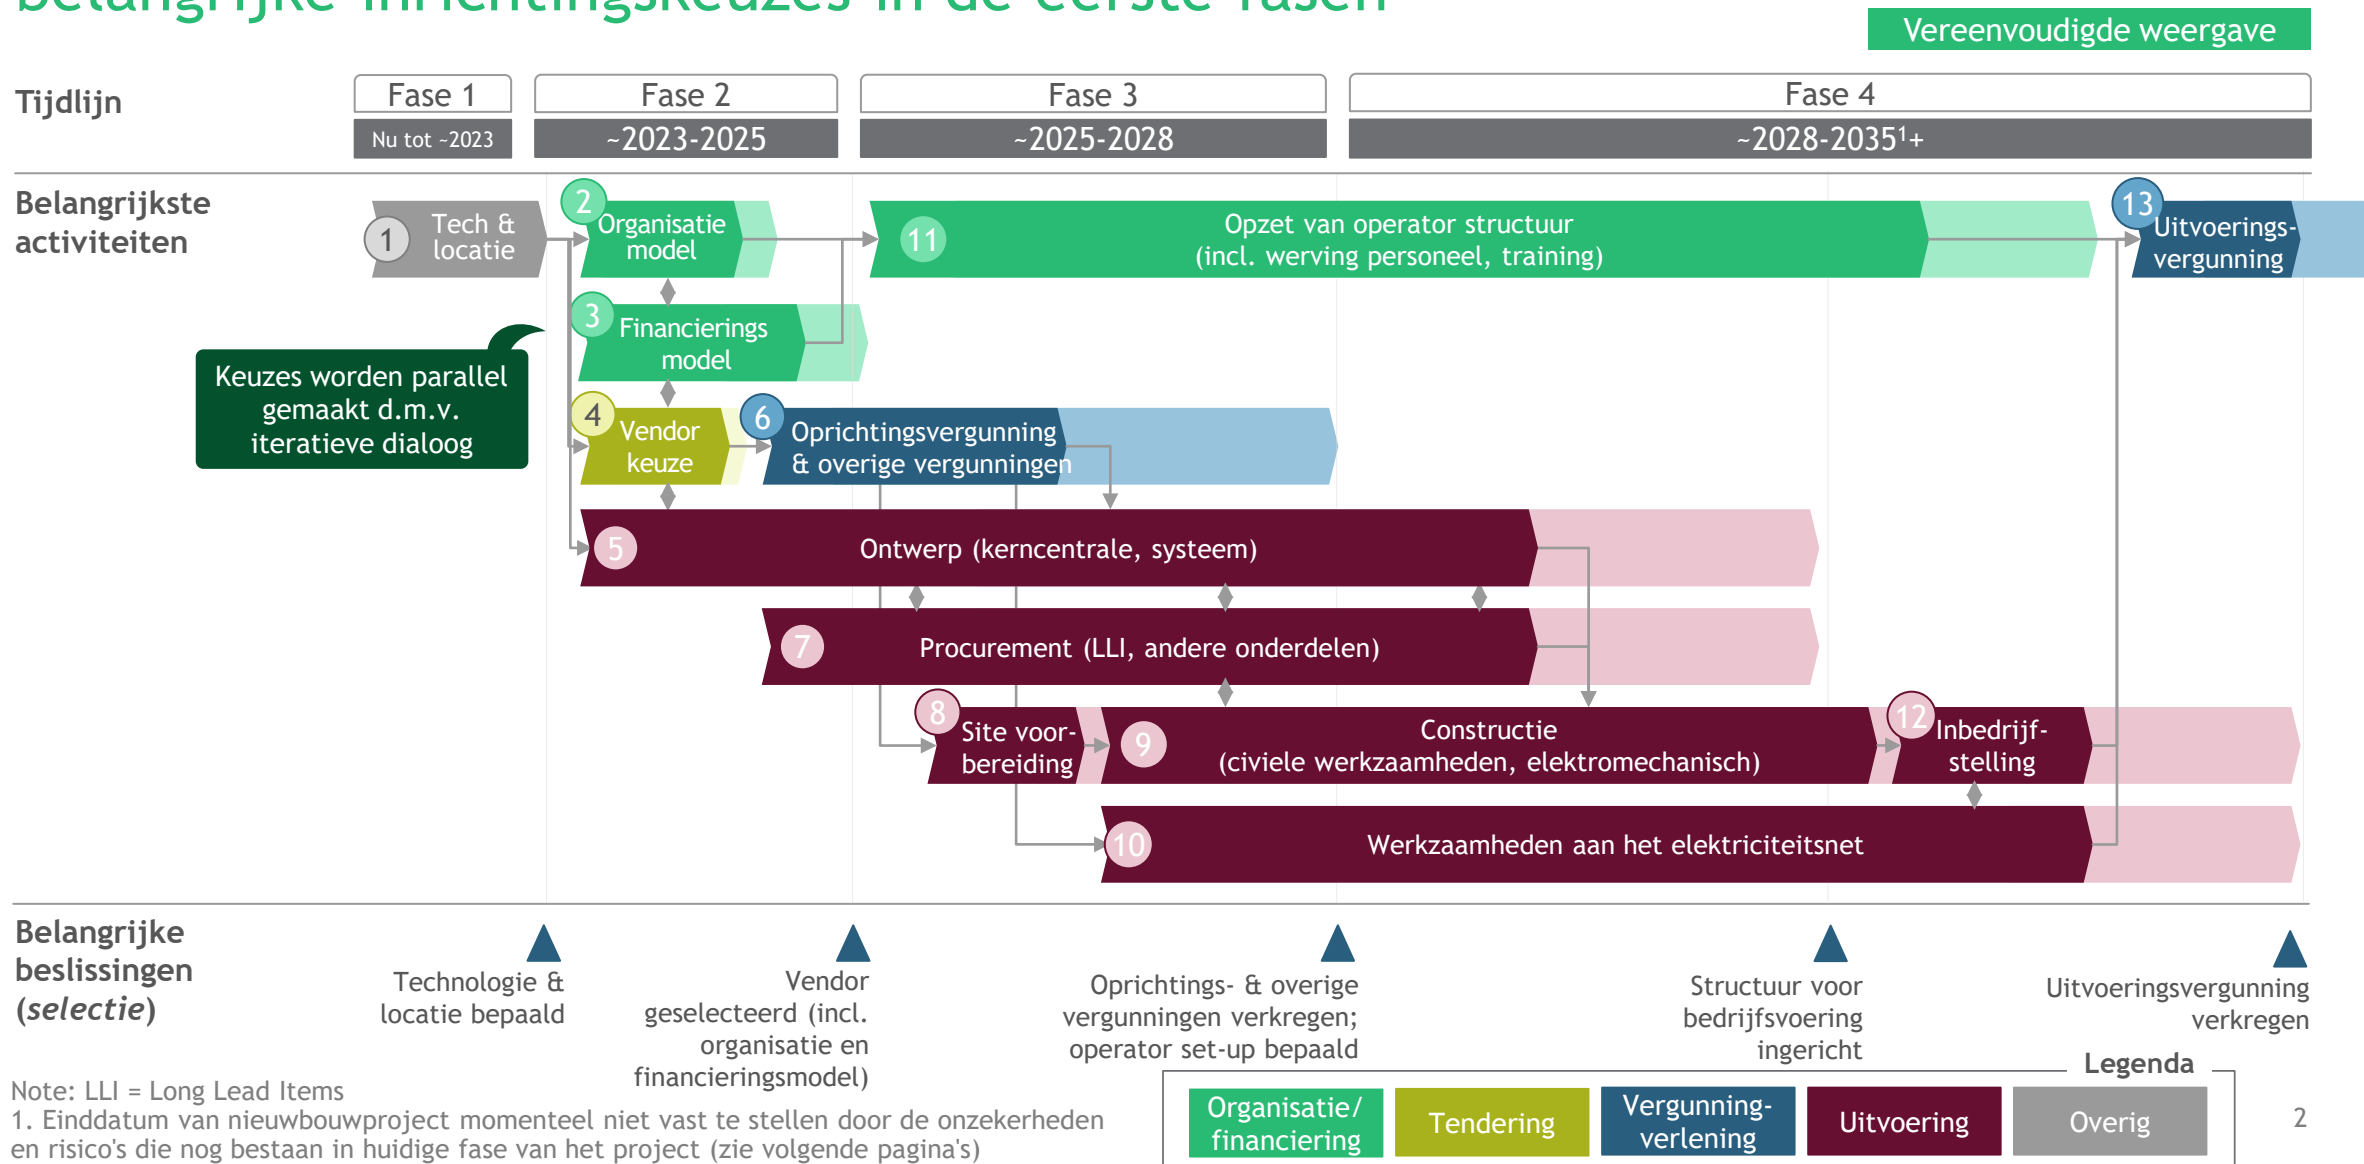 belangrijke inrichtingskeuzes in de eerste fasen
Vereenvoudigde weergave
Tijdlijn
Fase 1
Fase 2
Fase 3
Fase 4
Nu tot ~2023
~2023-2025
~2025-2028
~2028-2035¹+
Belangrijkste
activiteiten
1
Tech &
locatie
2
Organisatie
model
11
Opzet van operator structuur
(incl. werving personeel, training)
13
Uitvoerings-
vergunning
3
Financierings
model
Keuzes worden parallel
gemaakt d.m.v.
iteratieve dialoog
4
Vendor
keuze
6
Oprichtingsvergunning
& overige vergunningen
5
Ontwerp (kerncentrale, systeem)
7
Procurement (LLI, andere onderdelen)
8
Site voor-
bereiding
9
Constructie
(civiele werkzaamheden, elektromechanisch)
12
Inbedrijf-
stelling
10
Werkzaamheden aan het elektriciteitsnet
Belangrijke
beslissingen
(selectie)
Technologie &
locatie bepaald
Vendor
geselecteerd (incl.
organisatie en
financieringsmodel)
Oprichtings- & overige
vergunningen verkregen;
operator set-up bepaald
Structuur voor
bedrijfsvoering
ingericht
Uitvoeringsvergunning
verkregen
Note: LLI = Long Lead Items
1. Einddatum van nieuwbouwproject momenteel niet vast te stellen door de onzekerheden
en risico's die nog bestaan in huidige fase van het project (zie volgende pagina's)
Legenda
Organisatie/
financiering
Tendering
Vergunning-
verlening
Uitvoering
Overig
2